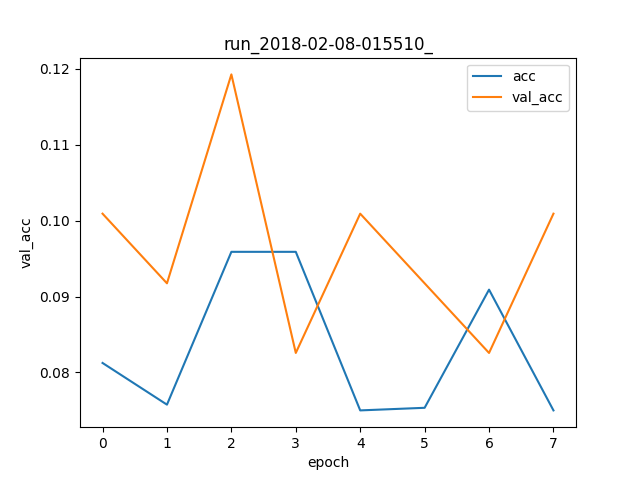 run_2018-02-08-015510_
acc
val_acc
0.12
0.11
0.10
0.09
0.08
val_acc
0 1 2 3 4 5 6 7
epoch